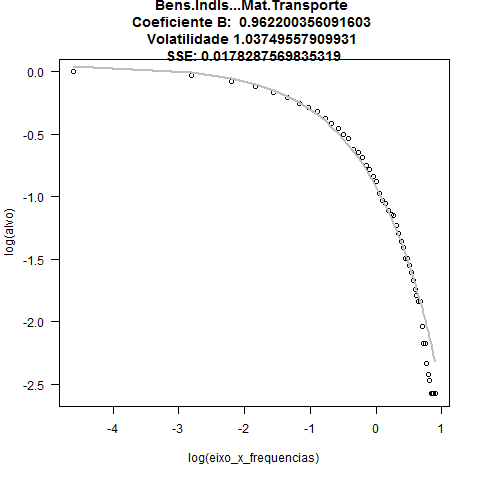 Bens.Indls...Mat.Transporte
Coeficiente B:  0.962200356091603
Volatilidade 1.03749557909931
SSE: 0.0178287569835319
0.0
-0.5
-1.0
-1.5
-2.0
-2.5
log(alvo)
-4 -3 -2 -1 0 1
log(eixo_x_frequencias)